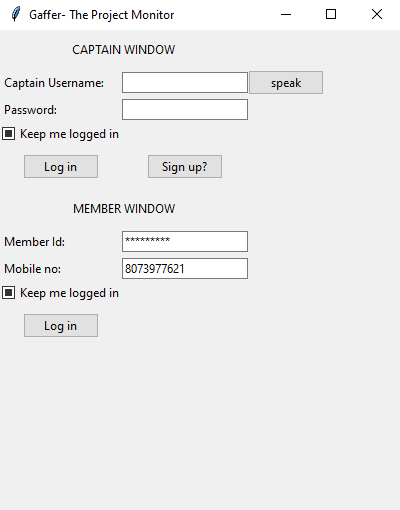 Gaffer- The Project Monitor
CAPTAIN WINDOW
Captain Username: speak
Password:
Keep me logged in
Log in Sign up?
MEMBER WINDOW
Member Id: *********
Mobile no: 8073977621
Keep me logged in
Log in